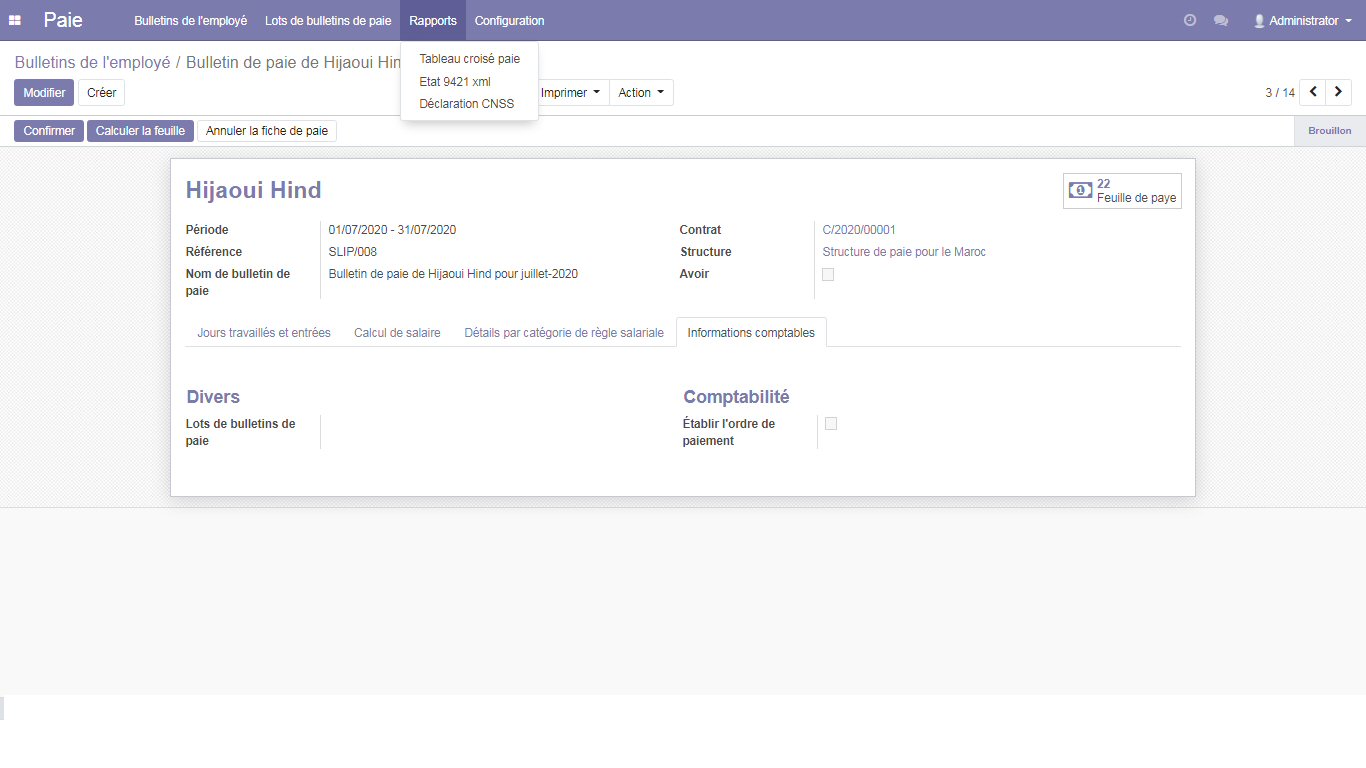 Paie
Bulletins de l'employé
Lots de bulletins de paie
Rapports
Configuration
Administrator
Bulletins de l'employé / Bulletin de paie de Hijaoui Hin
Tableau croisé paie
Etat 9421 xml
Déclaration CNSS
Modifier
Créer
Imprimer
Action
3 / 14
Confirmer
Calculer la feuille
Annuler la fiche de paie
Brouillon
Hijaoui Hind
22
Feuille de paye
Période
01/07/2020 - 31/07/2020
Contrat
C/2020/00001
Référence
SLIP/008
Structure
Structure de paie pour le Maroc
Nom de bulletin de
paie
Bulletin de paie de Hijaoui Hind pour juillet-2020
Avoir
Jours travaillés et entrées
Calcul de salaire
Détails par catégorie de règle salariale
Informations comptables
Divers
Lots de bulletins de
paie
Comptabilité
Établir l'ordre de
paiement